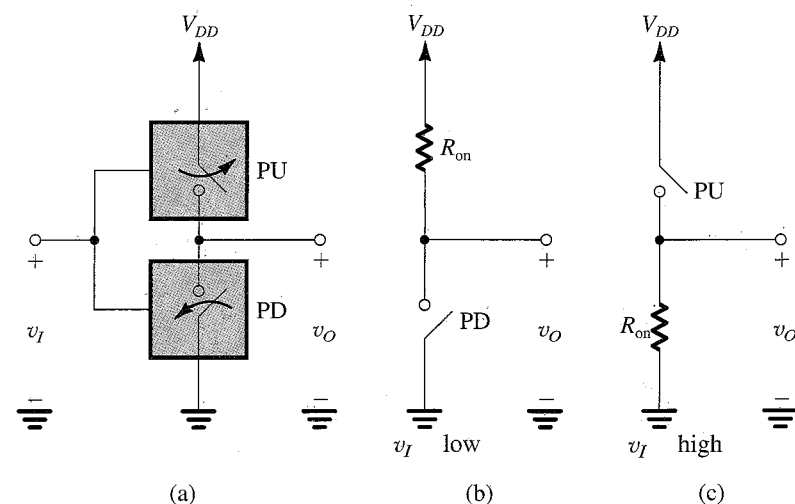 V_DD
V_DD
V_DD
R_on
PU
PU
+
+
+
+
PD
PD
R_on
v_I
v_O
v_O
v_O
−
−
−
−
v_I low
v_I high
(a)
(b)
(c)